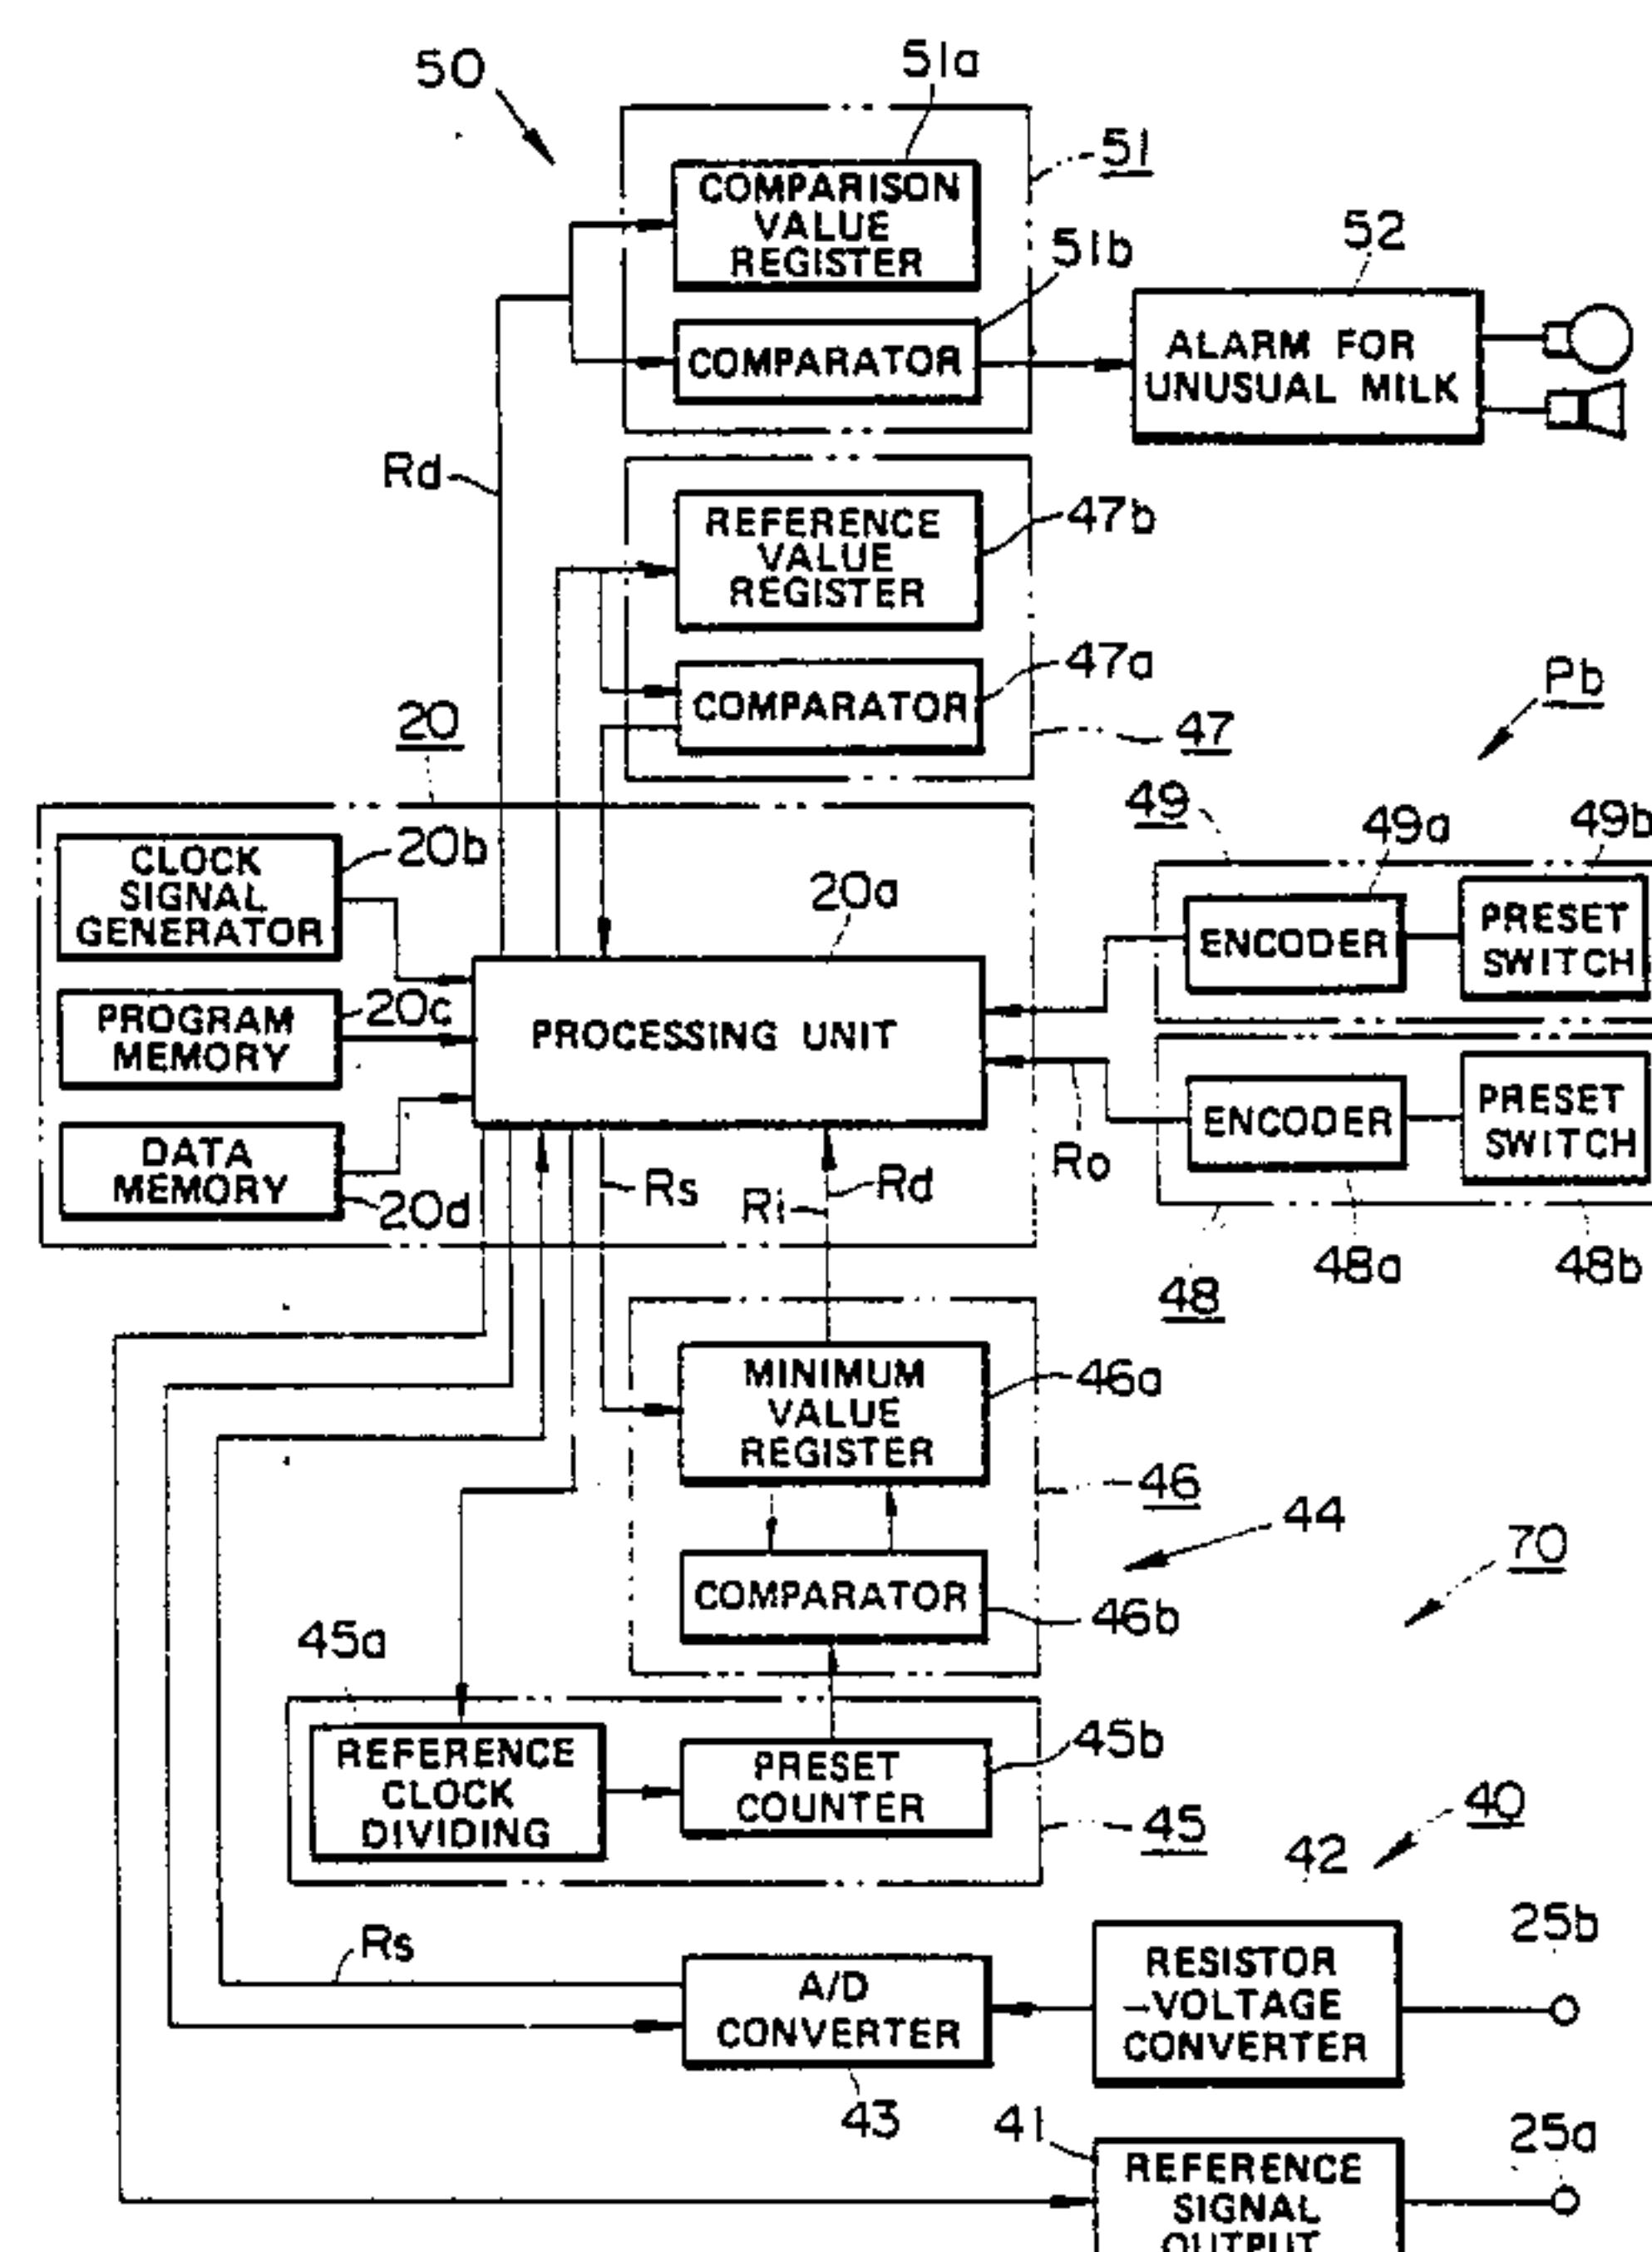 50
51a
51
COMPARISON
VALUE
REGISTER
51b
52
COMPARATOR
ALARM FOR
UNUSUAL MILK
Rd
REFERENCE
VALUE
REGISTER
47b
47a
COMPARATOR
47
Pb
20
49
49a
49b
CLOCK
SIGNAL
GENERATOR
20b
20a
ENCODER
PRESET
SWITCH
PROGRAM
MEMORY
20c
PROCESSING UNIT
ENCODER
PRESET
SWITCH
DATA
MEMORY
20d
Rs
Ri
Rd
Ro
48
48a
48b
MINIMUM
VALUE
REGISTER
46a
46
44
70
COMPARATOR
46b
45a
REFERENCE
CLOCK
DIVIDING
PRESET
COUNTER
45b
45
40
42
25b
Rs
A/D
CONVERTER
RESISTOR
-VOLTAGE
CONVERTER
43
41
25a
REFERENCE
SIGNAL
OUTPUT